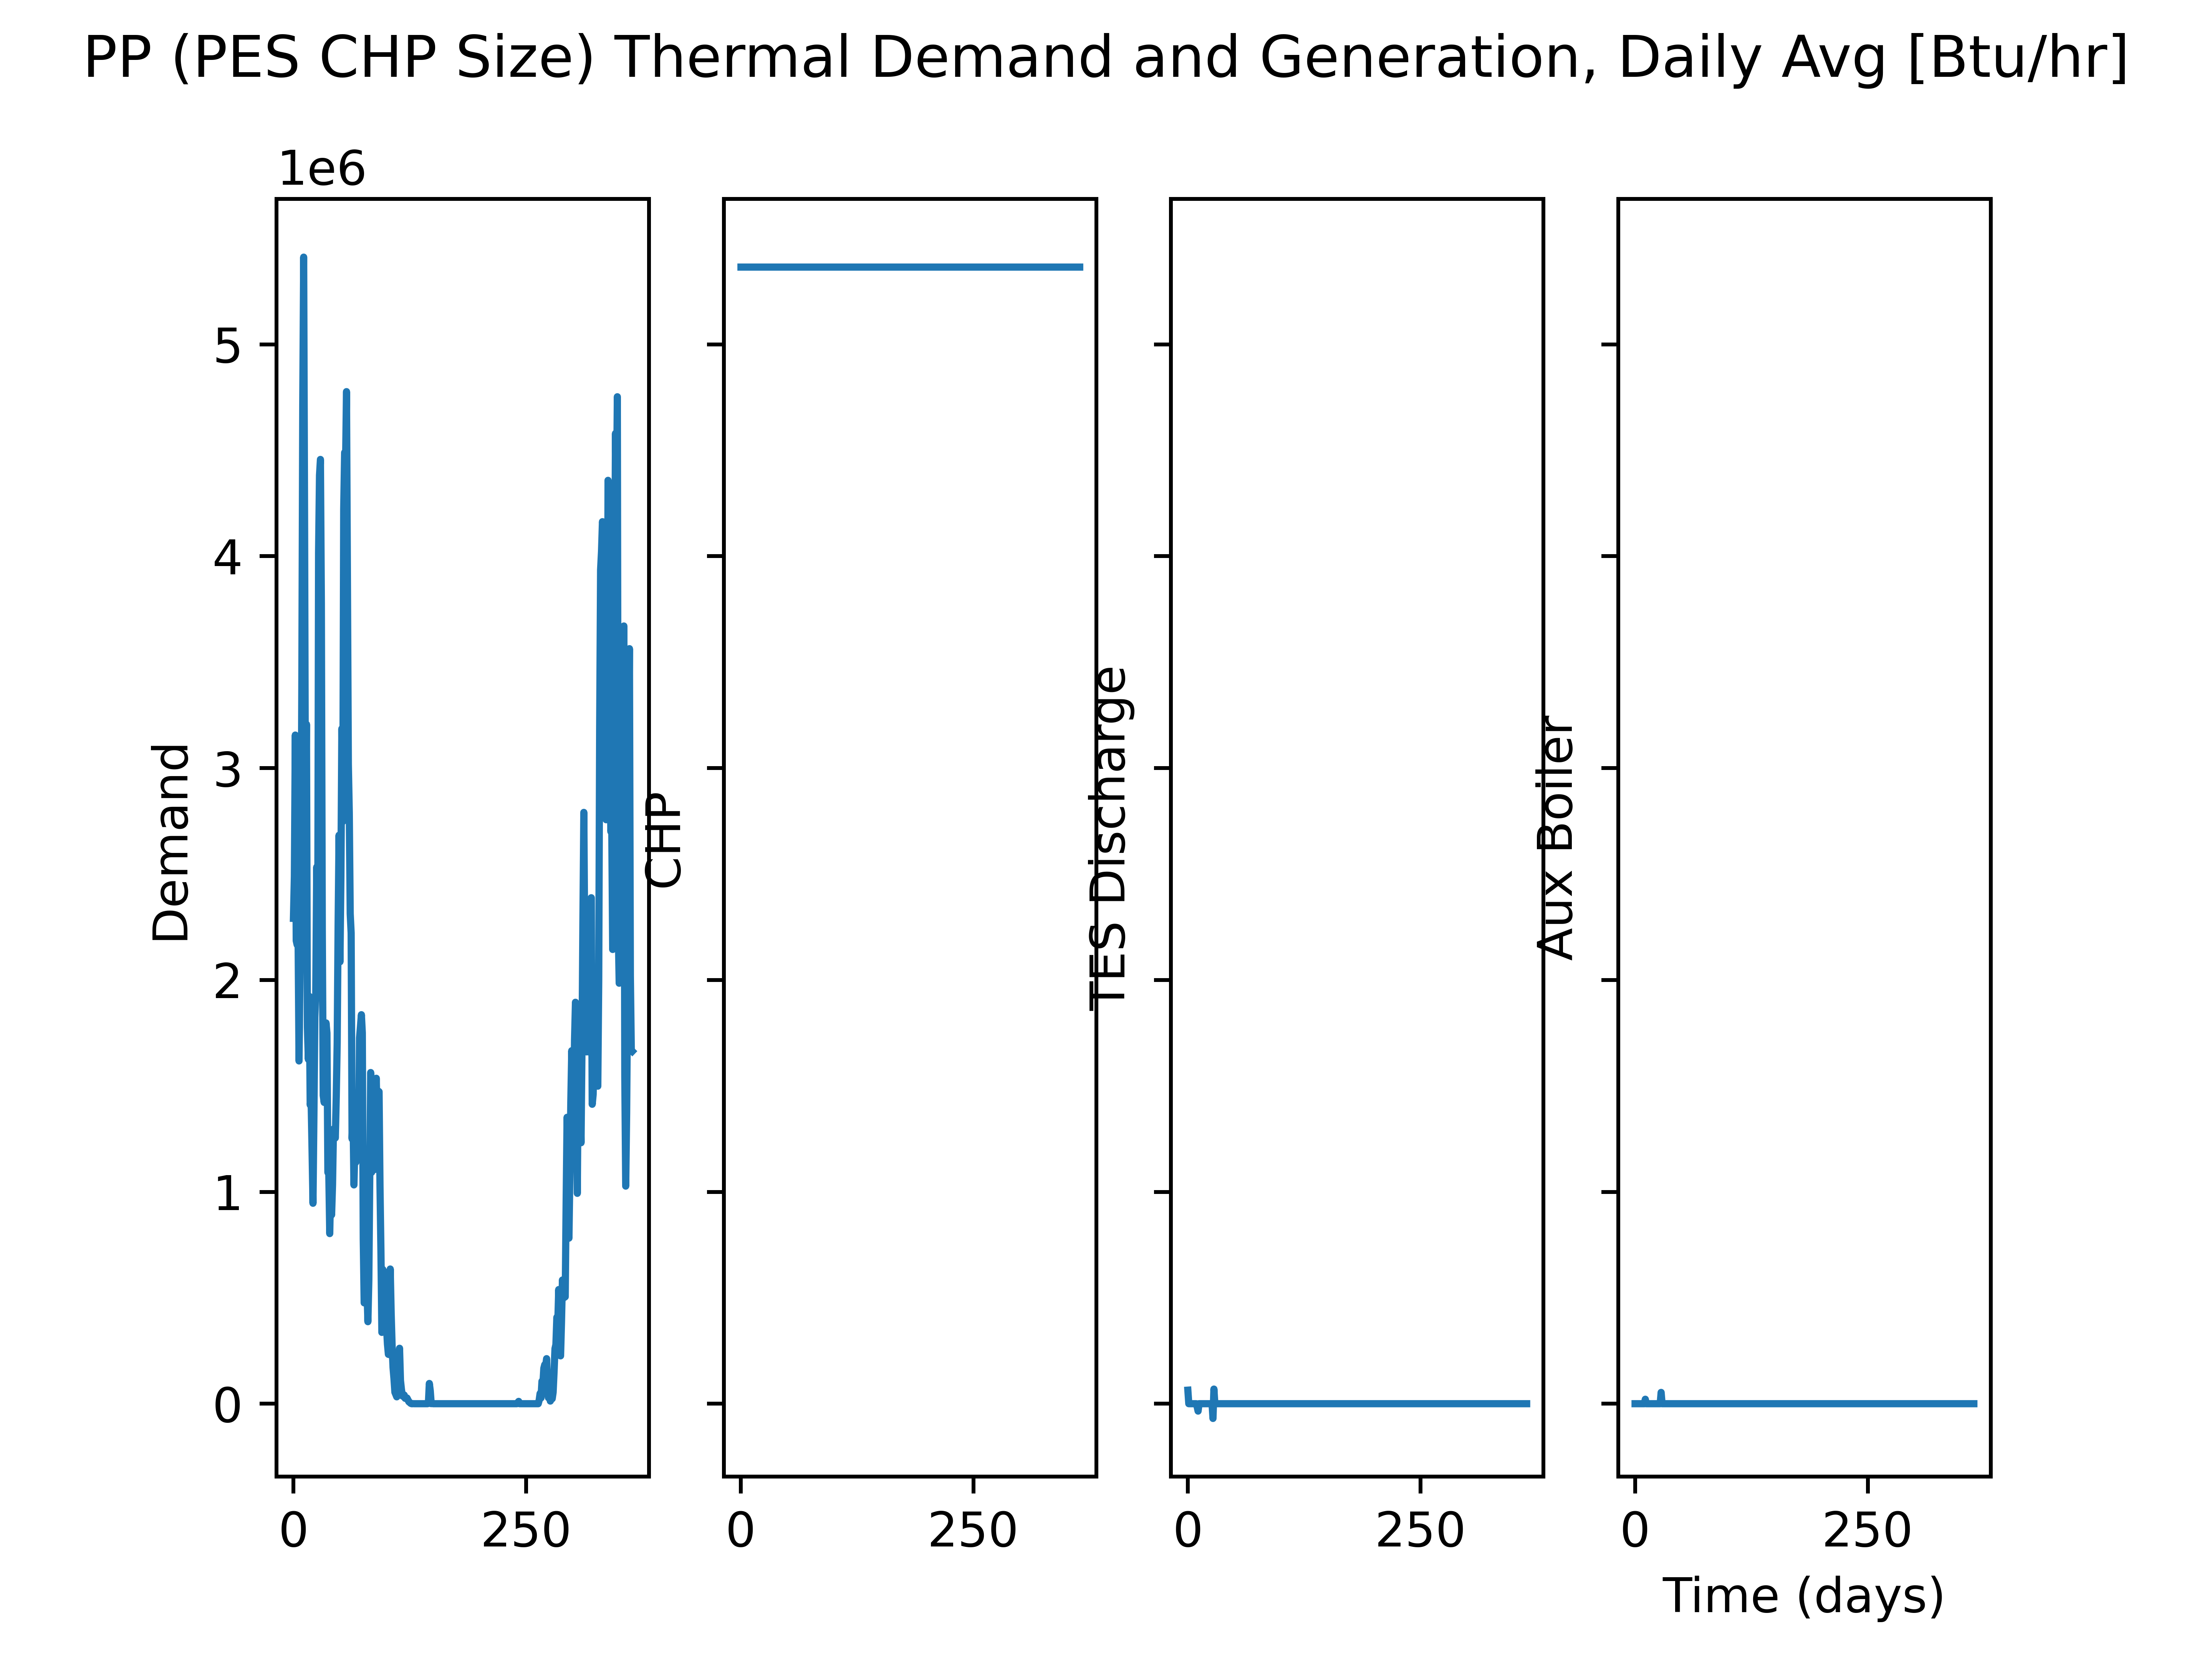 PP (PES CHP Size) Thermal Demand and Generation, Daily Avg [Btu/hr]
1e6
5
4
3
2
1
0
Demand
CHP
TES Discharge
Aux Boiler
0 250 0 250 0 250 0 250
Time (days)